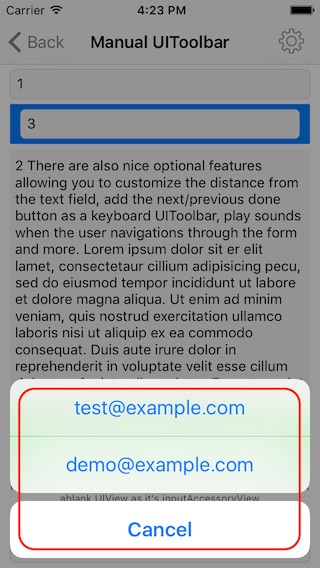 Carrier 4:23 PM
Back Manual UIToolbar
1
3
2 There are also nice optional features
allowing you to customize the distance from
the text field, add the next/previous done
button as a keyboard UIToolbar, play sounds
when the user navigations through the form
and more. Lorem ipsum dolor sit er elit
lamet, consectetaur cillium adipisicing pecu,
sed do eiusmod tempor incididunt ut labore
et dolore magna aliqua. Ut enim ad minim
veniam, quis nostrud exercitation ullamco
laboris nisi ut aliquip ex ea commodo
consequat. Duis aute irure dolor in
reprehenderit in voluptate velit esse cillum
test@example.com
demo@example.com
ablank UIView as it's inputAccessoryView.
Cancel